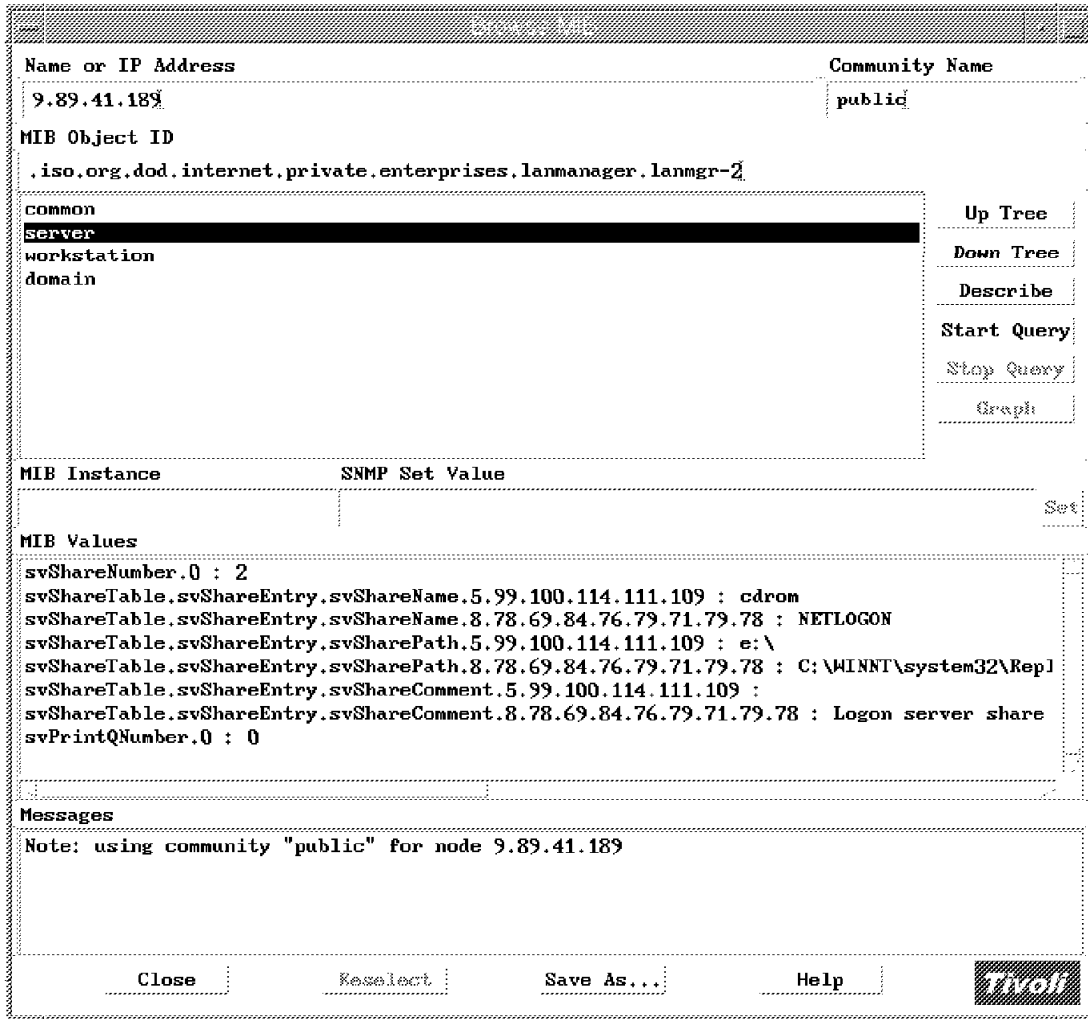 Browse MIB
Name or IP Address Community Name
9.89.41.189 public
MIB Object ID
.iso.org.dod.internet.private.enterprises.lanmanager.lanmgr-2
common
server
workstation
domain
Up Tree
Down Tree
Describe
Start Query
Stop Query
Graph
MIB Instance SNMP Set Value
Set
MIB Values
svShareNumber.0 : 2
svShareTable.svShareEntry.svShareName.5.99.100.114.111.109 : cdrom
svShareTable.svShareEntry.svShareName.8.78.69.84.76.79.71.79.78 : NETLOGON
svShareTable.svShareEntry.svSharePath.5.99.100.114.111.109 : e:\
svShareTable.svShareEntry.svSharePath.8.78.69.84.76.79.71.79.78 : C:\WINNT\system32\Repl
svShareTable.svShareEntry.svShareComment.5.99.100.114.111.109 :
svShareTable.svShareEntry.svShareComment.8.78.69.84.76.79.71.79.78 : Logon server share
svPrintQNumber.0 : 0
Messages
Note: using community "public" for node 9.89.41.189
Close Reselect Save As... Help Tivoli